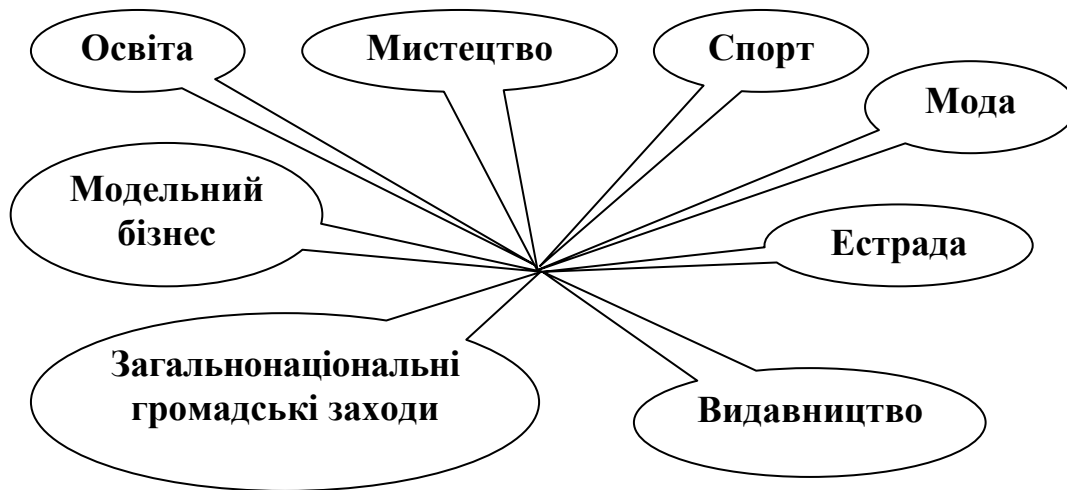 Освіта
Мистецтво
Спорт
Мода
Модельний
бізнес
Естрада
Загальнонаціональні
громадські заходи
Видавництво